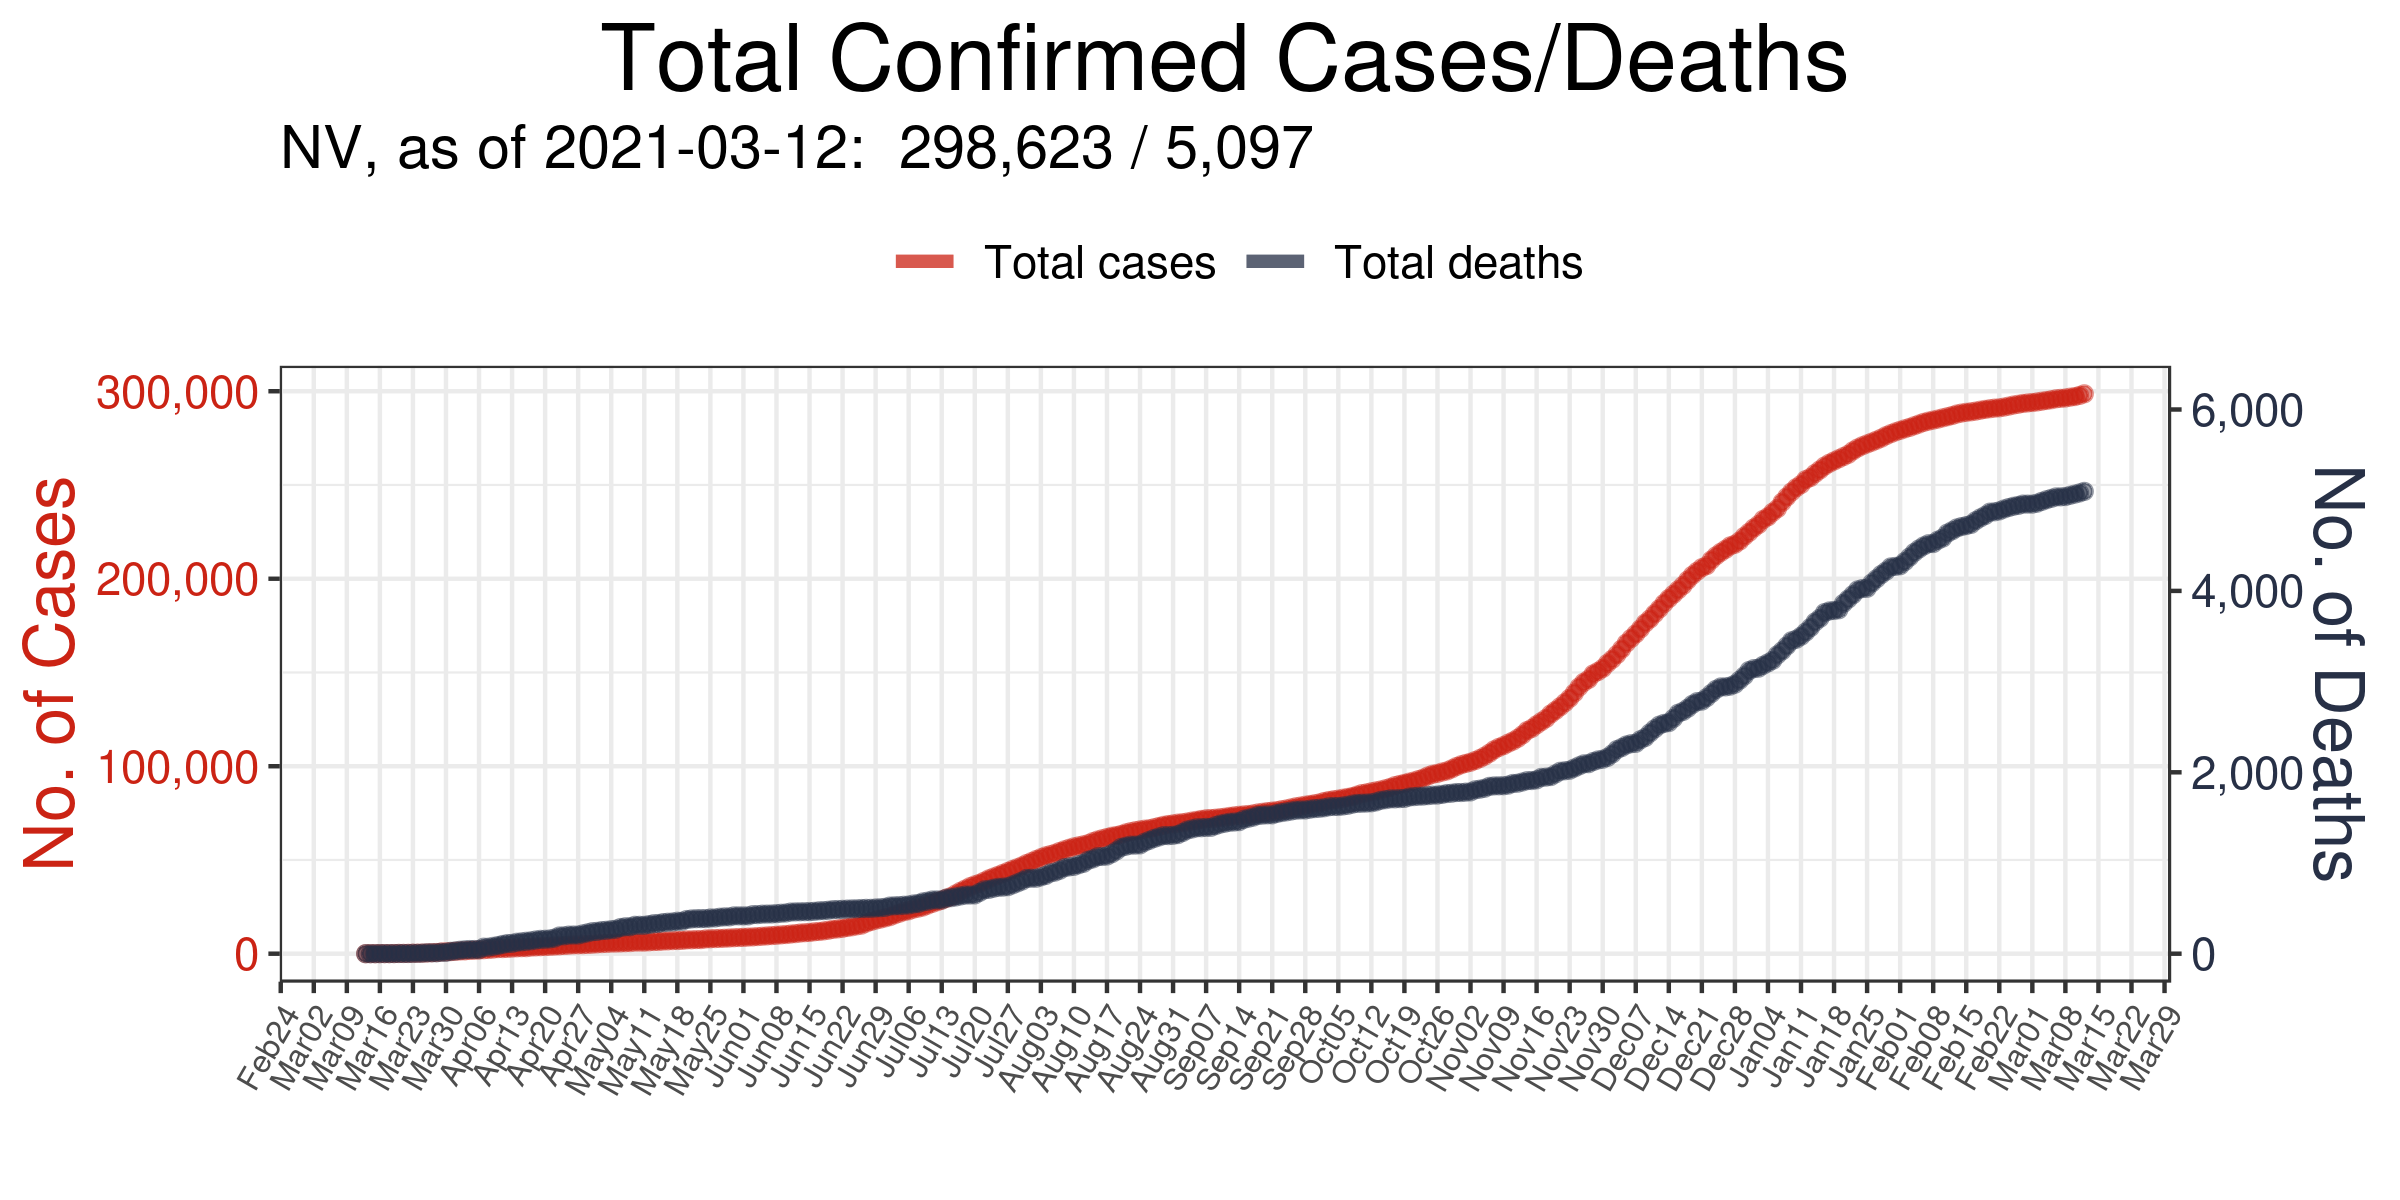 Total Confirmed Cases/Deaths
NV, as of 2021-03-12:  298,623 / 5,097
Total cases
Total deaths
No. of Cases
300,000
200,000
100,000
0
6,000
4,000
2,000
0
No. of Deaths
Feb24
Mar02
Mar09
Mar16
Mar23
Mar30
Apr06
Apr13
Apr20
Apr27
May04
May11
May18
May25
Jun01
Jun08
Jun15
Jun22
Jun29
Jul06
Jul13
Jul20
Jul27
Aug03
Aug10
Aug17
Aug24
Aug31
Sep07
Sep14
Sep21
Sep28
Oct05
Oct12
Oct19
Oct26
Nov02
Nov09
Nov16
Nov23
Nov30
Dec07
Dec14
Dec21
Dec28
Jan04
Jan11
Jan18
Jan25
Feb01
Feb08
Feb15
Feb22
Mar01
Mar08
Mar15
Mar22
Mar29